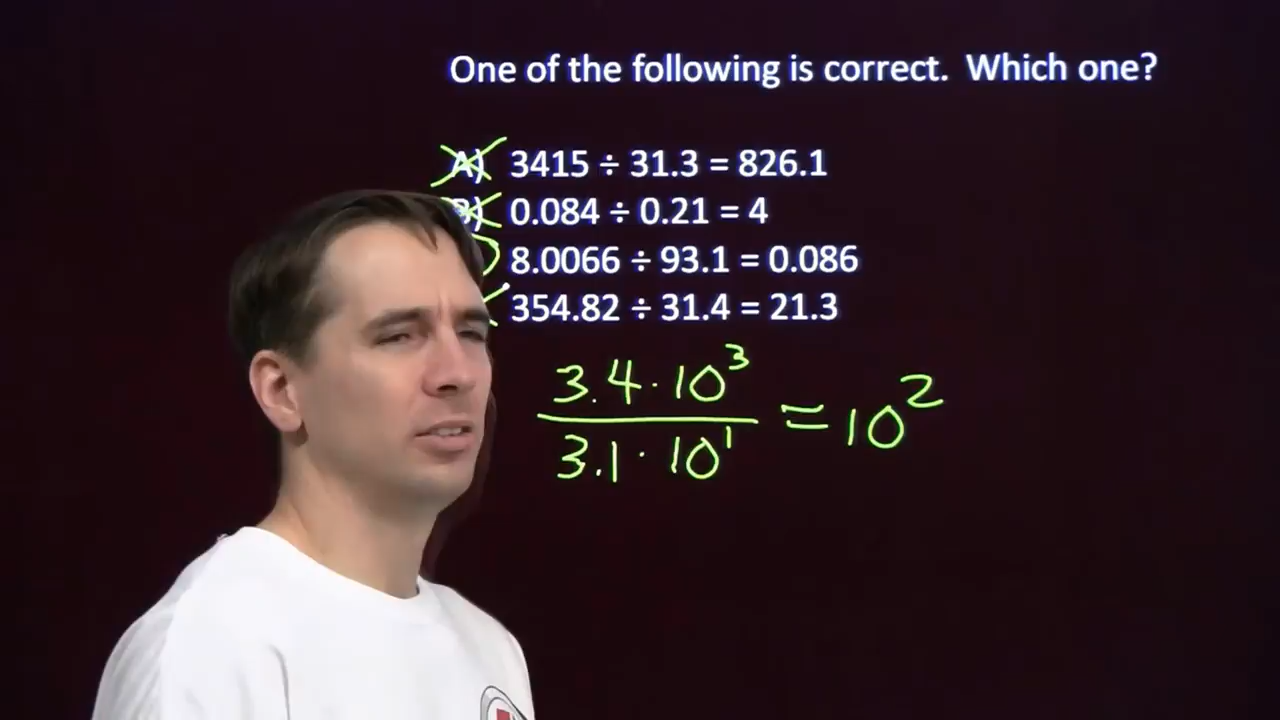 One of the following is correct. Which one?
A) 3415 ÷ 31.3 = 826.1
B) 0.084 ÷ 0.21 = 4
8.0066 ÷ 93.1 = 0.086
354.82 ÷ 31.4 = 21.3
3.4 · 10³
3.1 · 10¹
= 10²